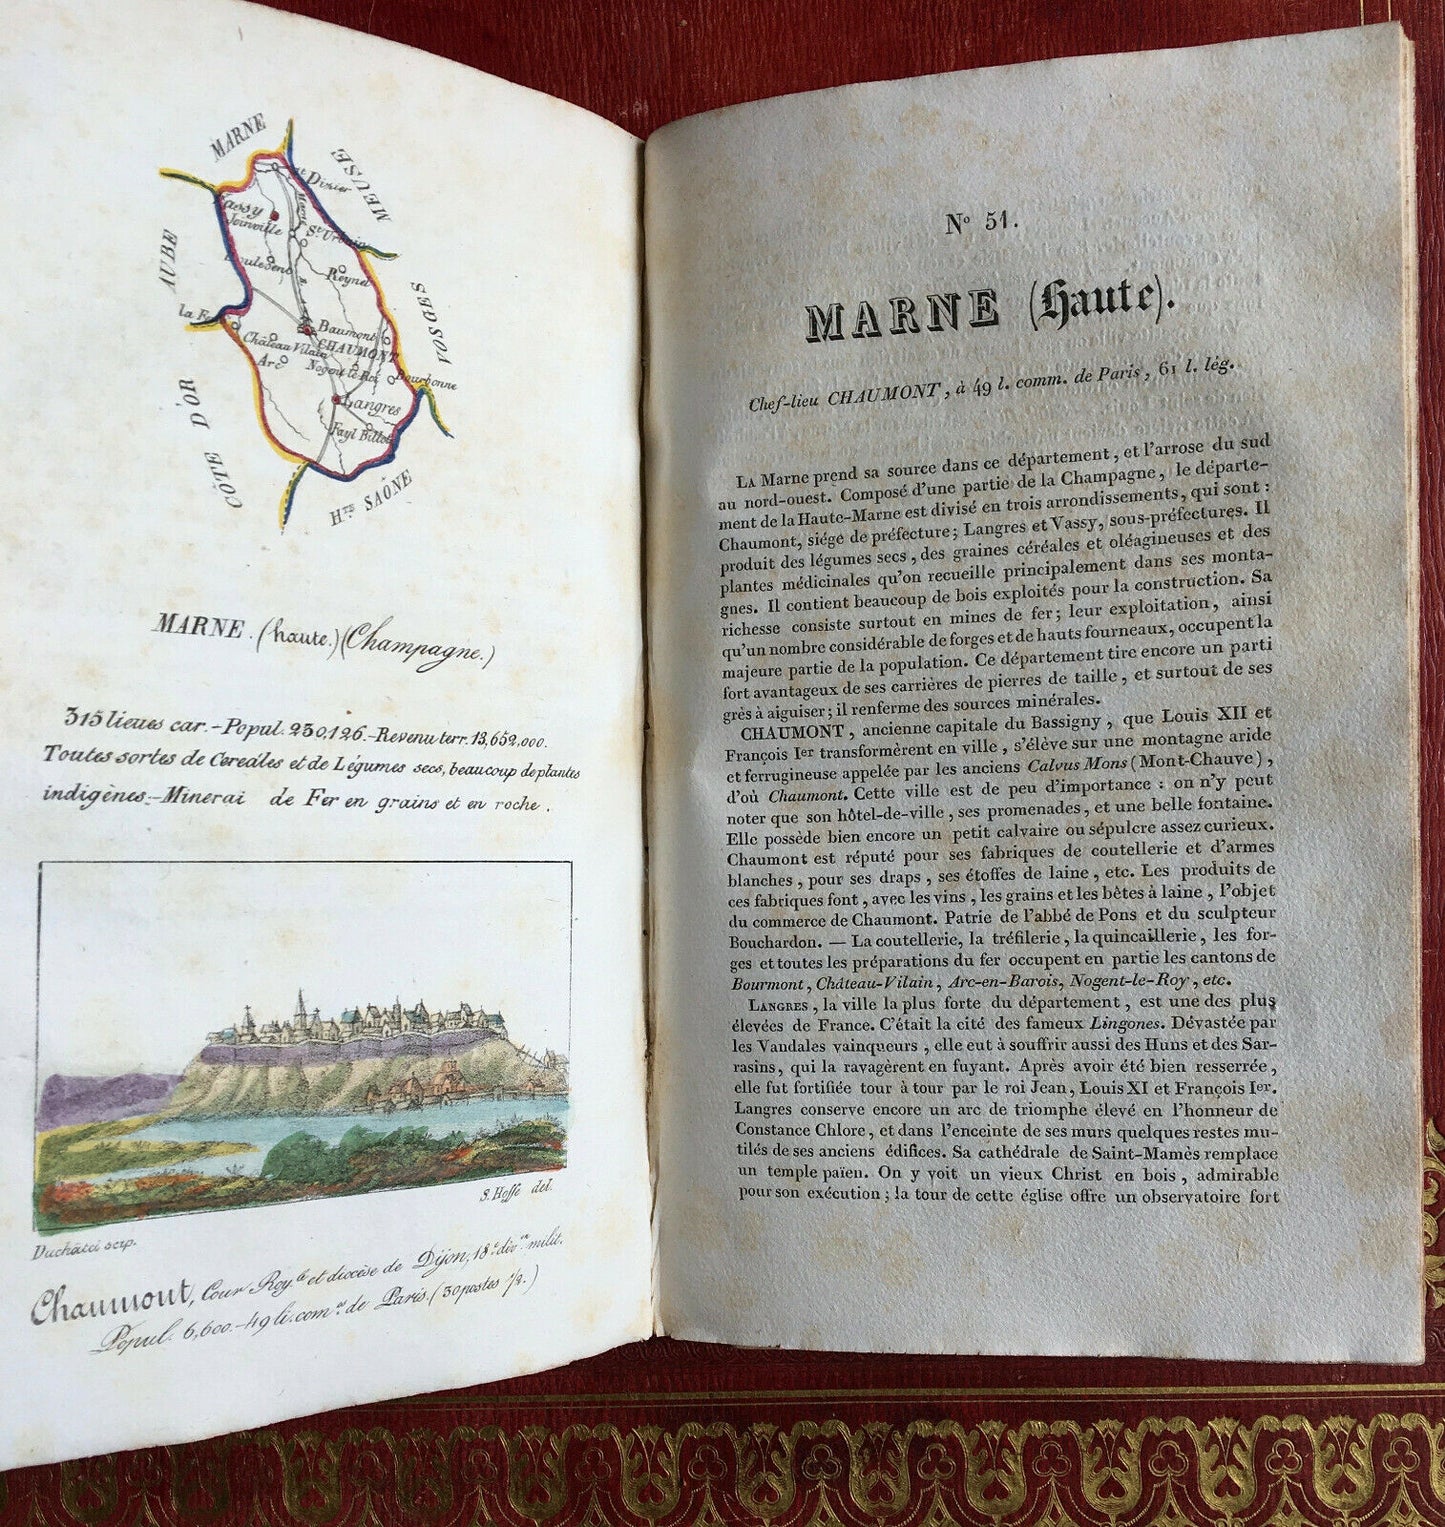 MARNE
MEUSE
AUBE
VOSGES
CÔTE D'OR
Hte SAÔNE
St Dizier
Vassy
Joinville
St Urbain
Doulevent
Reynel
la Fe
Baumont
Château Vilain
CHAUMONT
Arc
Nogent-le-Roi
Bourbonne
Langres
Fayl Billot
MARNE. (haute.) (Champagne.)
315 lieues car. - Popul. 230,126. - Revenu terr. 13,652,000.
Toutes sortes de Cereáles et de Légumes secs, beaucoup de plantes
indigènes. - Minerai de Fer en grains et en roche.
S. Hoffe del.
Duchâtei scrp.
Chaumont, Cour Roy.le et diocèse de Dijon, 18.e div.on milit.
Popul. 6,600. - 49 li. com.es de Paris. (30 postes 1/2.)
No 51.
MARNE (Haute).
Chef-lieu CHAUMONT, à 49 l. comm. de Paris, 61 l. lég.
LA Marne prend sa source dans ce département, et l'arrose du sud
au nord-ouest. Composé d'une partie de la Champagne, le départe-
ment de la Haute-Marne est divisé en trois arrondissements, qui sont :
Chaumont, siége de préfecture; Langres et Vassy, sous-préfectures. Il
produit des légumes secs, des graines céréales et oléagineuses et des
plantes médicinales qu'on recueille principalement dans ses monta-
gnes. Il contient beaucoup de bois exploités pour la construction. Sa
richesse consiste surtout en mines de fer; leur exploitation, ainsi
qu'un nombre considérable de forges et de hauts fourneaux, occupent la
majeure partie de la population. Ce département tire encore un parti
fort avantageux de ses carrières de pierres de taille, et surtout de ses
grès à aiguiser; il renferme des sources minérales.
CHAUMONT, ancienne capitale du Bassigny, que Louis XII et
François Ier transformèrent en ville, s'élève sur une montagne aride
et ferrugineuse appelée par les anciens Calvus Mons (Mont-Chauve),
d'où Chaumont. Cette ville est de peu d'importance : on n'y peut
noter que son hôtel-de-ville, ses promenades, et une belle fontaine.
Elle possède bien encore un petit calvaire ou sépulcre assez curieux.
Chaumont est réputé pour ses fabriques de coutellerie et d'armes
blanches, pour ses draps, ses étoffes de laine, etc. Les produits de
ces fabriques font, avec les vins, les grains et les bêtes à laine, l'objet
du commerce de Chaumont. Patrie de l'abbé de Pons et du sculpteur
Bouchardon. — La coutellerie, la tréfilerie, la quincaillerie, les for-
ges et toutes les préparations du fer occupent en partie les cantons de
Bourmont, Château-Vilain, Arc-en-Barois, Nogent-le-Roy, etc.
LANGRES, la ville la plus forte du département, est une des plus
élevées de France. C'était la cité des fameux Lingones. Dévastée par
les Vandales vainqueurs, elle eut à souffrir aussi des Huns et des Sar-
rasins, qui la ravagèrent en fuyant. Après avoir été bien resserrée,
elle fut fortifiée tour à tour par le roi Jean, Louis XI et François Ier.
Langres conserve encore un arc de triomphe élevé en l'honneur de
Constance Chlore, et dans l'enceinte de ses murs quelques restes mu-
tilés de ses anciens édifices. Sa cathédrale de Saint-Mamès remplace
un temple païen. On y voit un vieux Christ en bois, admirable
pour son exécution; la tour de cette église offre un observatoire fort